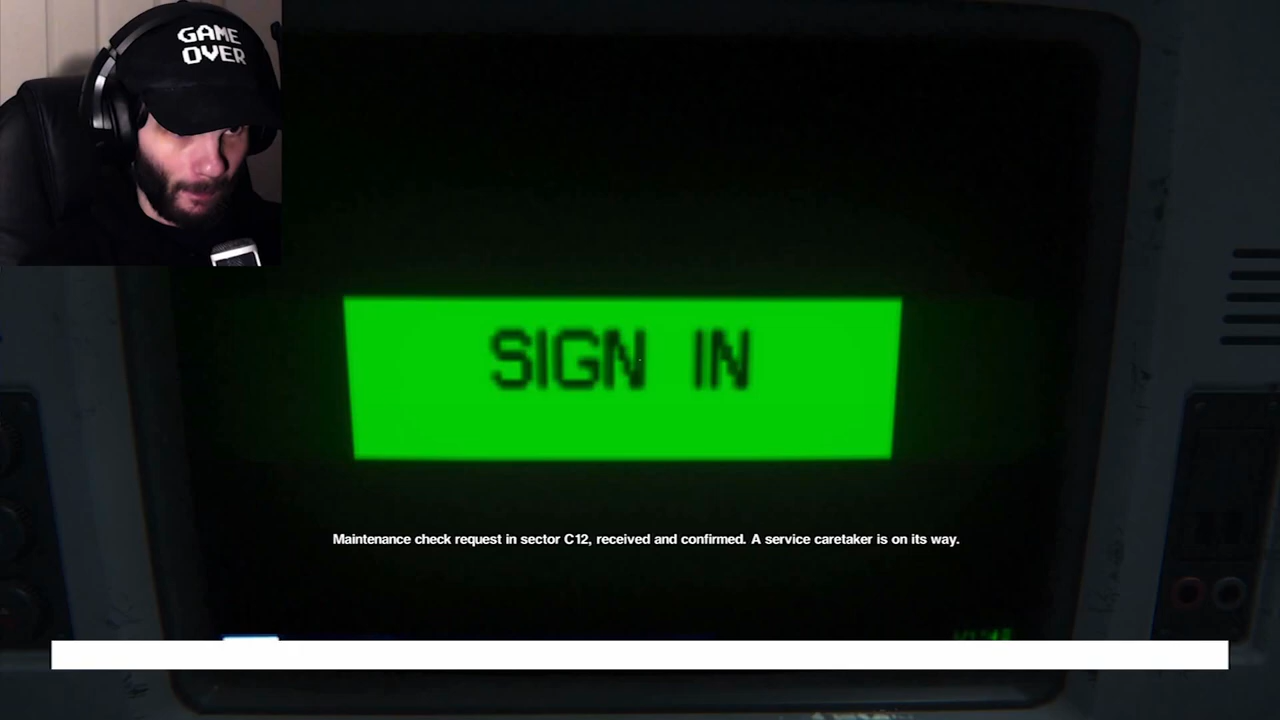 GAME
OVER
SIGN IN
Maintenance check request in sector C12, received and confirmed. A service caretaker is on its way.